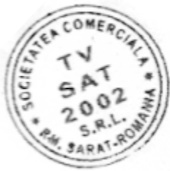 * SOCIETATEA COMERCIALA *
TV
SAT
2002
S.R.L.
RM. SARAT-ROMANIA